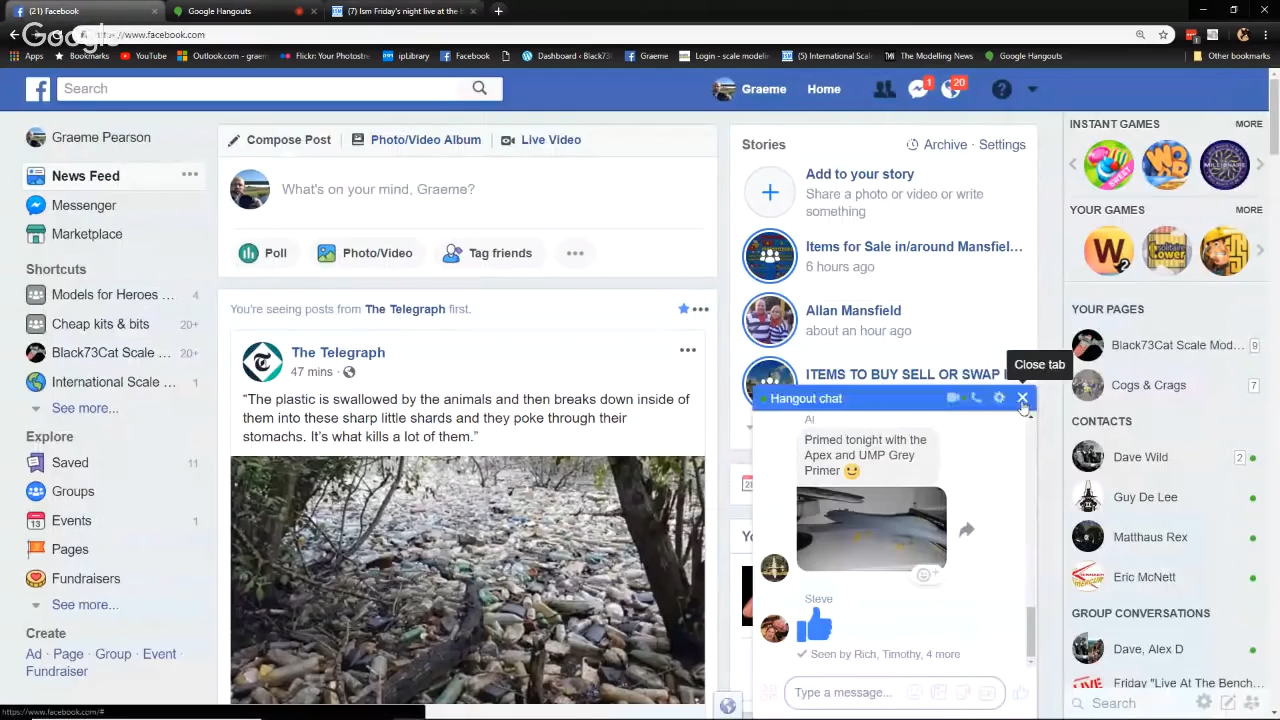 (1) Facebook
Google Hangouts
(7) Ism Friday's night live at the b
Google
https://www.facebook.com
Apps
Bookmarks
YouTube
Outlook.com - graem
Flickr: Your Photostre
ipLibrary
Facebook
Dashboard ‹ Black73
Graeme
Login - scale modelin
(5) International Scale
The Modelling News
Google Hangouts
Other bookmarks
Search
Graeme
Home
1
20
Graeme Pearson
News Feed
Messenger
Marketplace
Shortcuts
Models for Heroes ... 4
Cheap kits & bits 20+
Black73Cat Scale ... 20+
International Scale ... 1
See more...
Explore
Saved 11
Groups
Events 1
Pages
Fundraisers
See more...
Create
Ad · Page · Group · Event ·
Fundraiser
https://www.facebook.com/#
Compose Post
Photo/Video Album
Live Video
What's on your mind, Graeme?
Poll
Photo/Video
Tag friends
You're seeing posts from The Telegraph first.
The Telegraph
47 mins ·
“The plastic is swallowed by the animals and then breaks down inside of
them into these sharp little shards and they poke through their
stomachs. It’s what kills a lot of them.”
Stories
Archive · Settings
Add to your story
Share a photo or video or write
something
Items for Sale in/around Mansfiel...
6 hours ago
Allan Mansfield
about an hour ago
ITEMS TO BUY SELL OR SWAP
Close tab
Hangout chat
Al
Primed tonight with the
Apex and UMP Grey
Primer
Steve
Seen by Rich, Timothy, 4 more
Type a message...
INSTANT GAMES
MORE
YOUR GAMES
MORE
YOUR PAGES
Black73Cat Scale Mod... 9
Cogs & Crags 7
CONTACTS
Dave Wild 2
Guy De Lee
Matthaus Rex
Eric McNett
GROUP CONVERSATIONS
Dave, Alex D
Friday "Live At The Bench...
Search